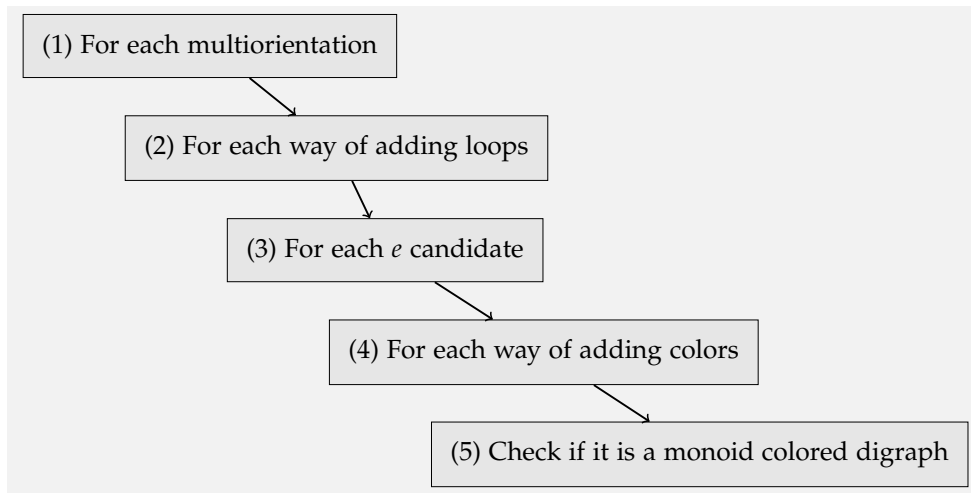 (1) For each multiorientation
(2) For each way of adding loops
(3) For each e candidate
(4) For each way of adding colors
(5) Check if it is a monoid colored digraph